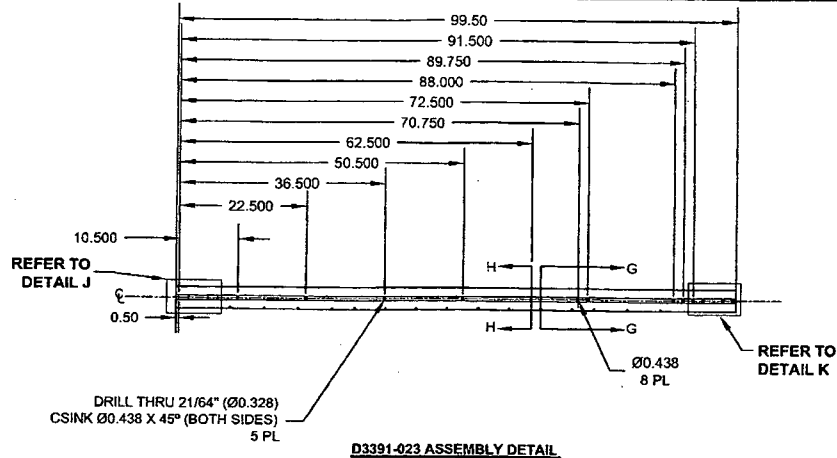 99.50
91.500
89.750
88.000
72.500
70.750
62.500
50.500
36.500
22.500
10.500
REFER TO
DETAIL J
H
G
℄
0.50
H
G
Ø0.438
8 PL
REFER TO
DETAIL K
DRILL THRU 21/64" (Ø0.328)
CSINK Ø0.438 X 45º (BOTH SIDES)
5 PL
D3391-023 ASSEMBLY DETAIL